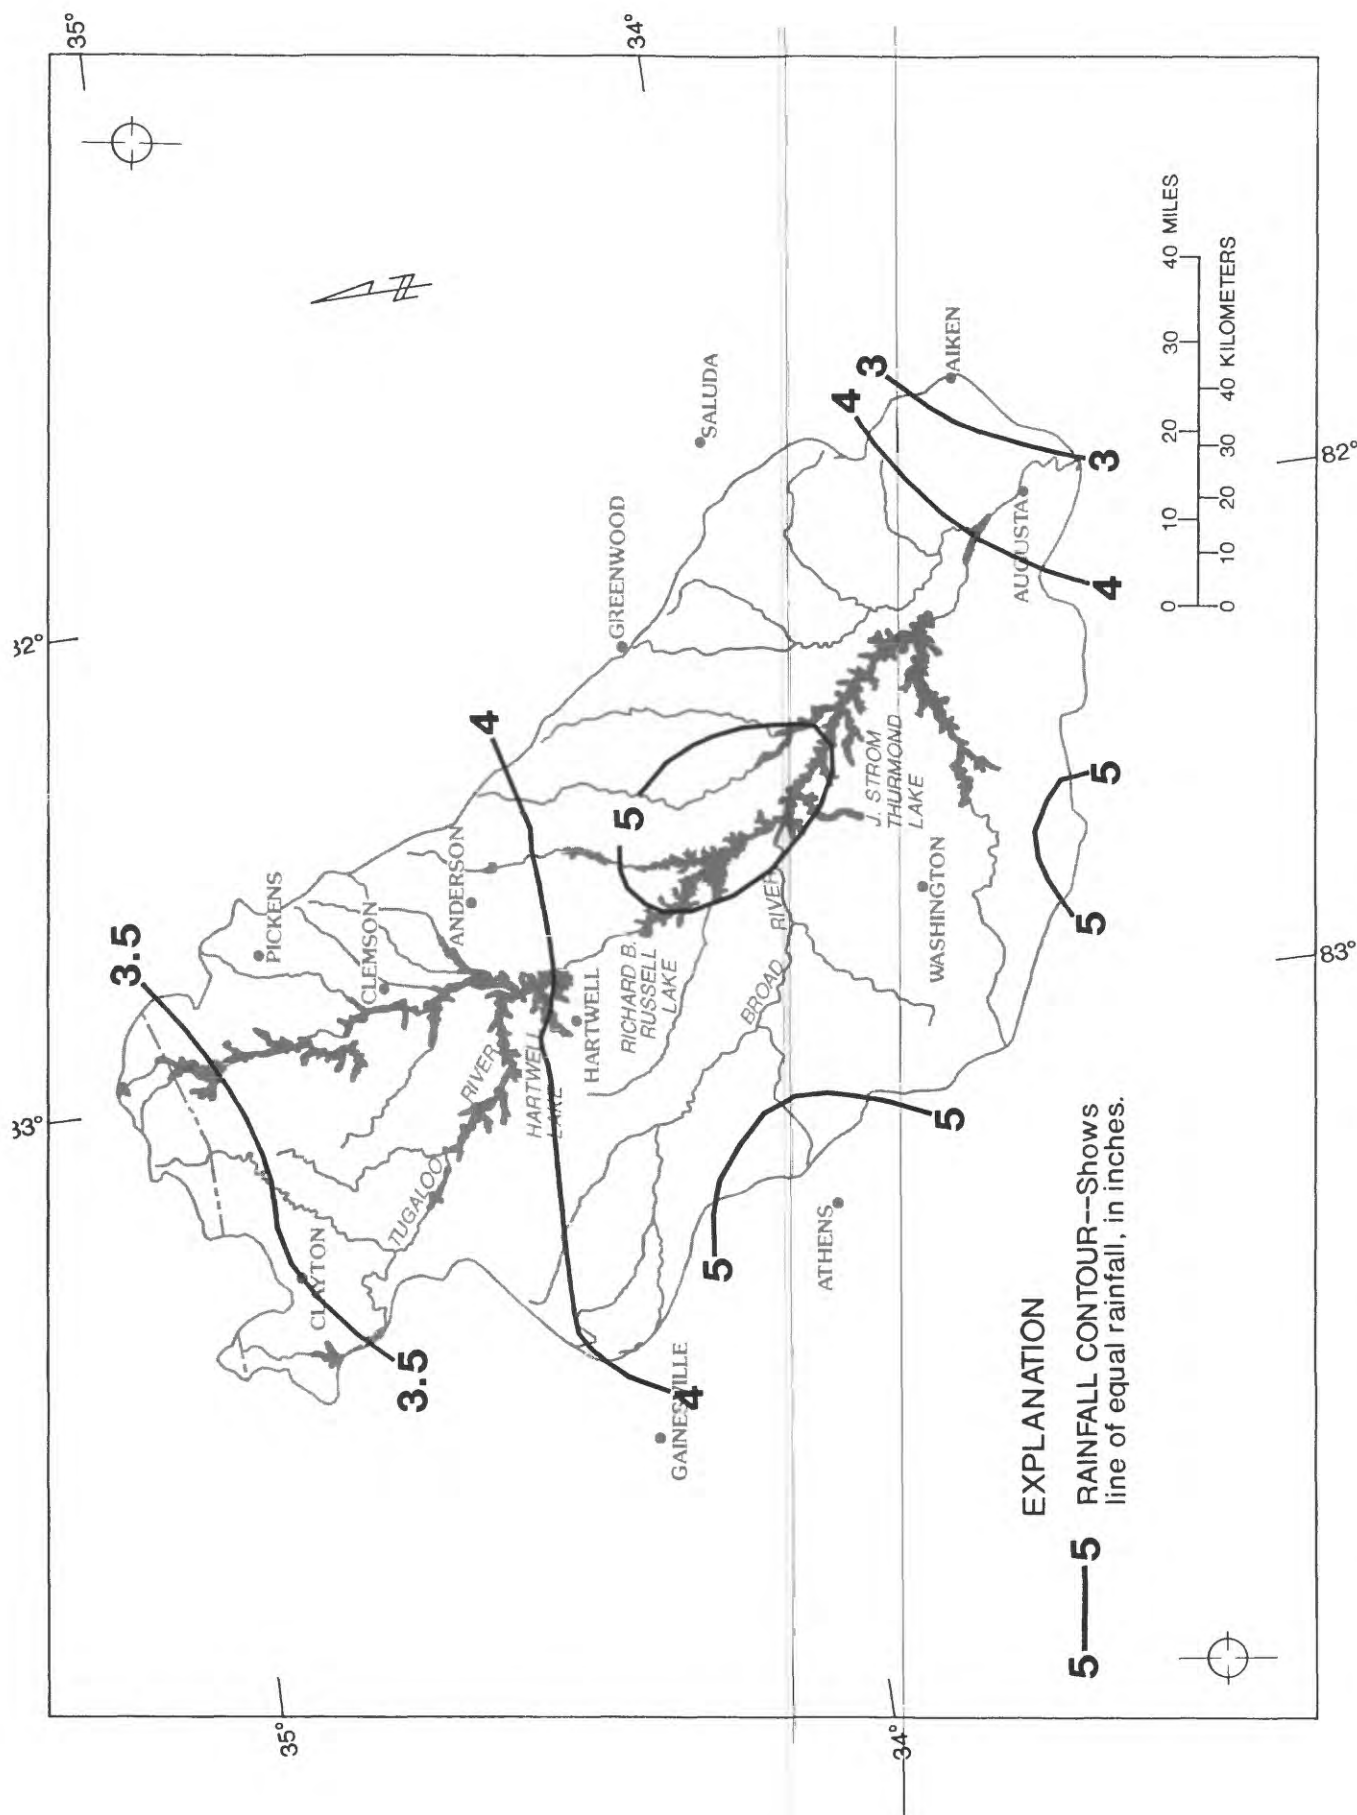 35°
34°
32°
33°
35°
34°
82°
83°
3.5
3.5
4
4
5
5
5
5
5
4
4
3
3
PICKENS
CLEMSON
ANDERSON
CLAYTON
TUGALOO
RIVER
HARTWELL
LAKE
HARTWELL
RICHARD B.
RUSSELL
LAKE
BROAD
RIVER
GREENWOOD
SALUDA
J. STROM
THURMOND
LAKE
WASHINGTON
AUGUSTA
AIKEN
ATHENS
GAINESVILLE
0 10 20 30 40 MILES
0 10 20 30 40 KILOMETERS
EXPLANATION
5 5 RAINFALL CONTOUR--Shows
line of equal rainfall, in inches.